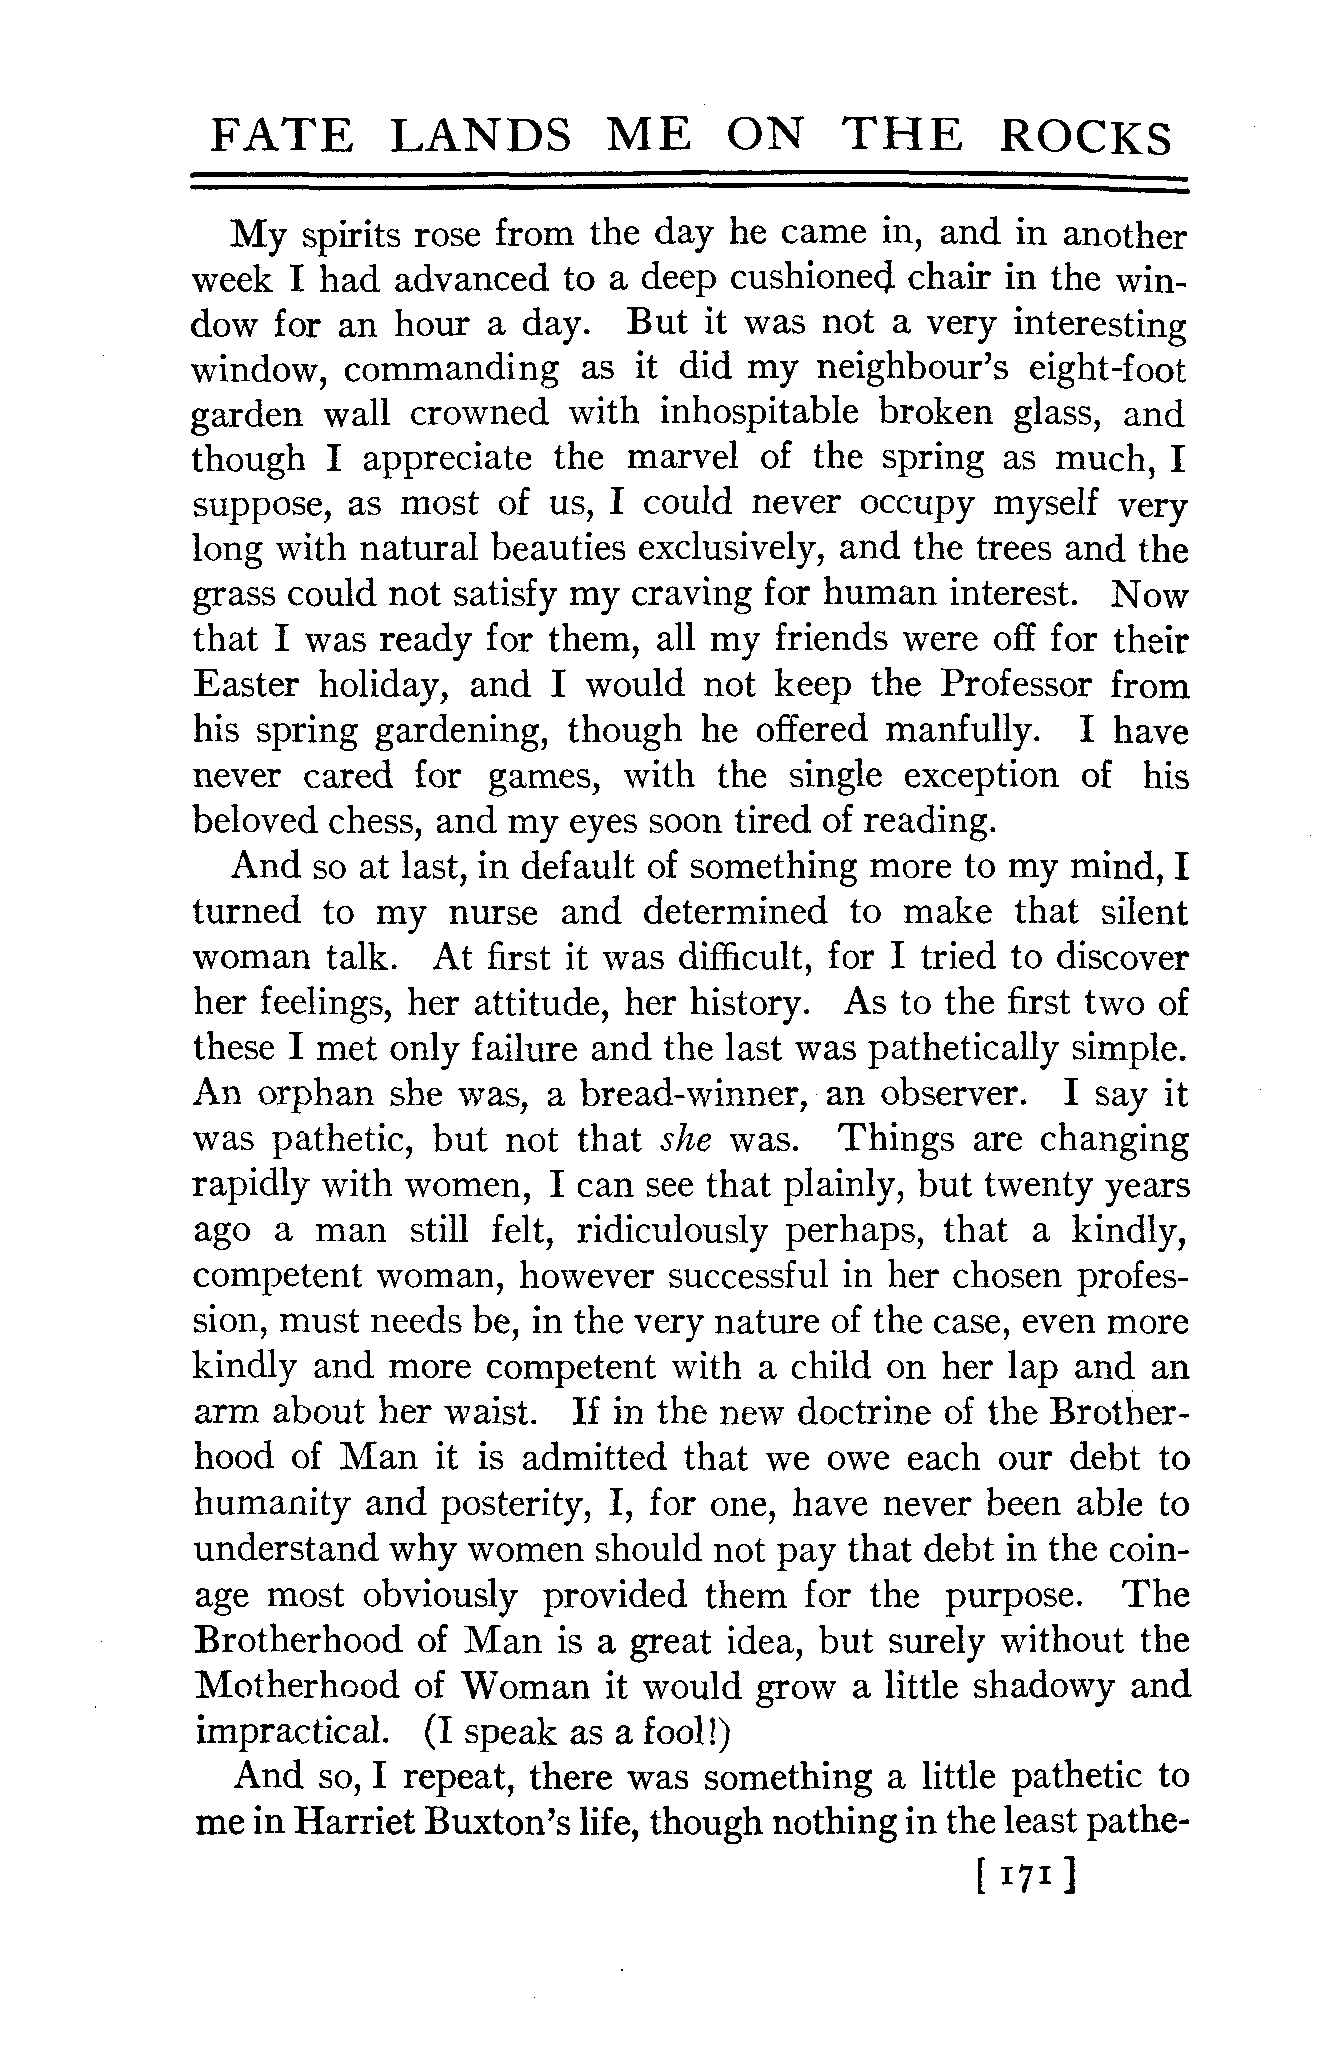 FATE LANDS ME ON THE ROCKS
My spirits rose from the day he came in, and in another
week I had advanced to a deep cushioned chair in the win-
dow for an hour a day. But it was not a very interesting
window, commanding as it did my neighbour's eight-foot
garden wall crowned with inhospitable broken glass, and
though I appreciate the marvel of the spring as much, I
suppose, as most of us, I could never occupy myself very
long with natural beauties exclusively, and the trees and the
grass could not satisfy my craving for human interest. Now
that I was ready for them, all my friends were off for their
Easter holiday, and I would not keep the Professor from
his spring gardening, though he offered manfully. I have
never cared for games, with the single exception of his
beloved chess, and my eyes soon tired of reading.
And so at last, in default of something more to my mind, I
turned to my nurse and determined to make that silent
woman talk. At first it was difficult, for I tried to discover
her feelings, her attitude, her history. As to the first two of
these I met only failure and the last was pathetically simple.
An orphan she was, a bread-winner, an observer. I say it
was pathetic, but not that she was. Things are changing
rapidly with women, I can see that plainly, but twenty years
ago a man still felt, ridiculously perhaps, that a kindly,
competent woman, however successful in her chosen profes-
sion, must needs be, in the very nature of the case, even more
kindly and more competent with a child on her lap and an
arm about her waist. If in the new doctrine of the Brother-
hood of Man it is admitted that we owe each our debt to
humanity and posterity, I, for one, have never been able to
understand why women should not pay that debt in the coin-
age most obviously provided them for the purpose. The
Brotherhood of Man is a great idea, but surely without the
Motherhood of Woman it would grow a little shadowy and
impractical. (I speak as a fool!)
And so, I repeat, there was something a little pathetic to
me in Harriet Buxton's life, though nothing in the least pathe-
[ 171 ]